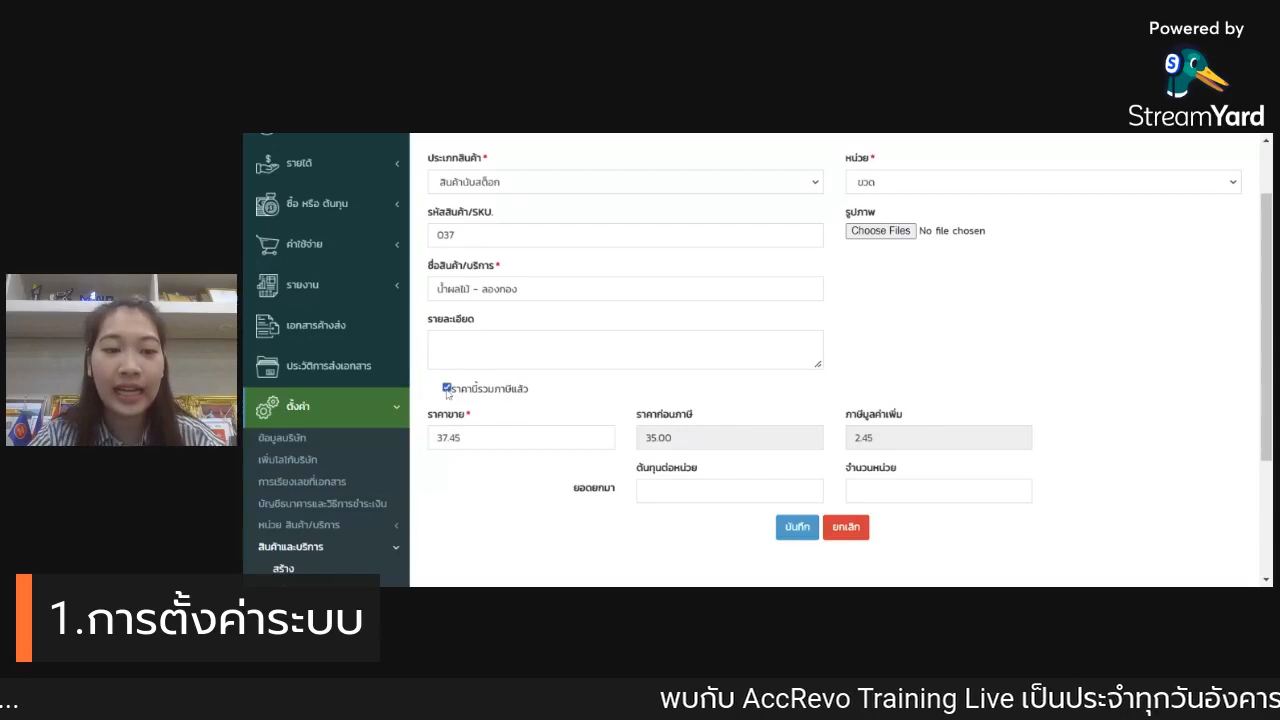 Powered by
StreamYard
รายได้
ซื้อ หรือ ต้นทุน
ค่าใช้จ่าย
รายงาน
เอกสารค้างส่ง
ประวัติการส่งเอกสาร
ตั้งค่า
ข้อมูลบริษัท
เพิ่มโลโก้บริษัท
การเรียงเลขที่เอกสาร
บัญชีธนาคารและวิธีการชำระเงิน
หน่วย สินค้า/บริการ
สินค้าและบริการ
สร้าง
ประเภทสินค้า*
หน่วย*
สินค้านับสต็อก
ขวด
รหัสสินค้า/SKU.
รูปภาพ
037
Choose Files No file chosen
ชื่อสินค้า/บริการ*
น้ำผลไม้ - ลองกอง
รายละเอียด
ราคานี้รวมภาษีแล้ว
ราคาขาย*
ราคาก่อนภาษี
ภาษีมูลค่าเพิ่ม
37.45
35.00
2.45
ต้นทุนต่อหน่วย
จำนวนหน่วย
ยอดยกมา
บันทึก
ยกเลิก
1.การตั้งค่าระบบ
... พบกับ AccRevo Training Live เป็นประจำทุกวันอังคาร